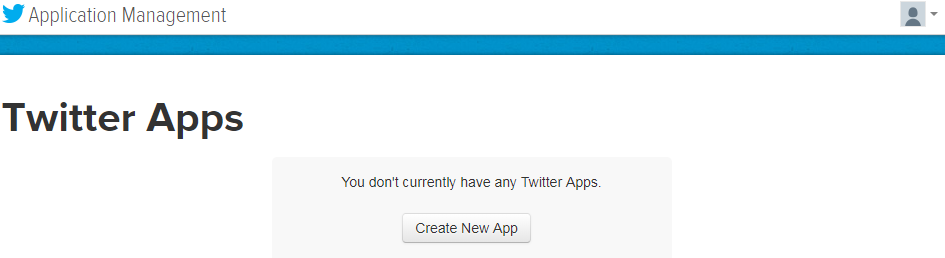 Application Management
Twitter Apps
You don't currently have any Twitter Apps.
Create New App